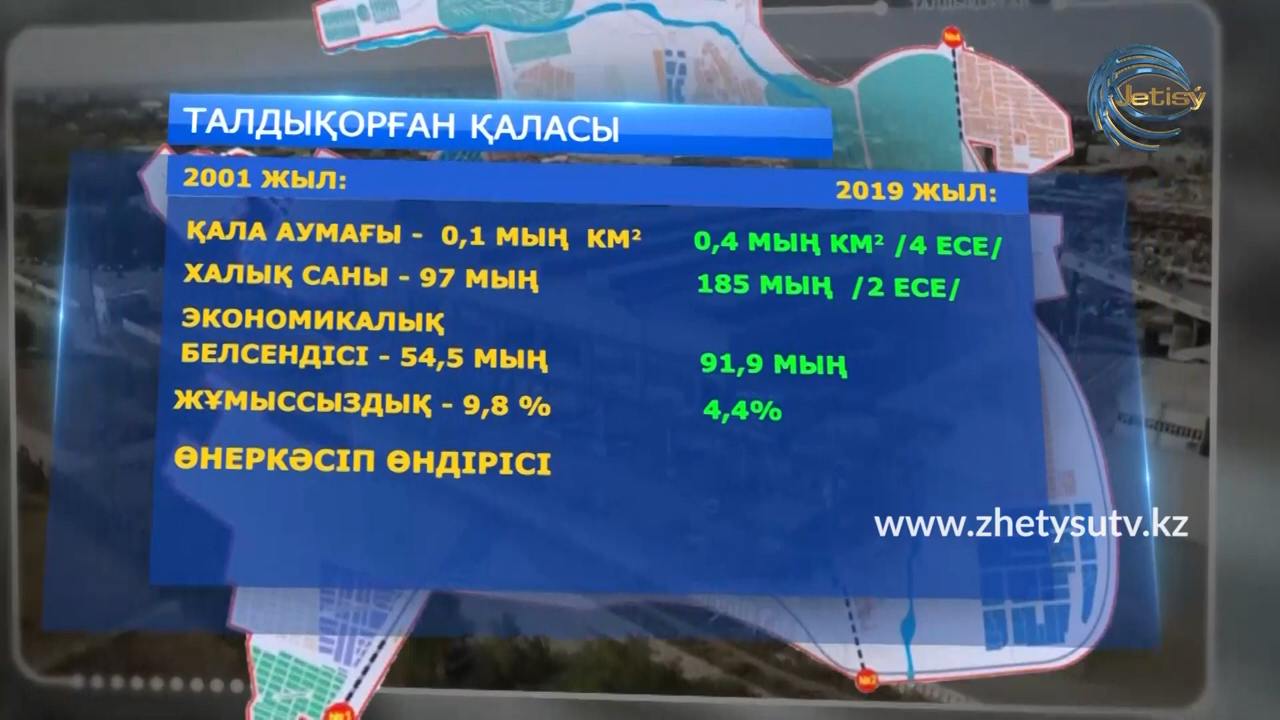 ТАЛДЫҚОРҒАН
Jetisý
ТАЛДЫҚОРҒАН ҚАЛАСЫ
2001 ЖЫЛ: 2019 ЖЫЛ:
ҚАЛА АУМАҒЫ - 0,1 МЫҢ КМ² 0,4 МЫҢ КМ² /4 ЕСЕ/
ХАЛЫҚ САНЫ - 97 МЫҢ 185 МЫҢ /2 ЕСЕ/
ЭКОНОМИКАЛЫҚ
БЕЛСЕНДІСІ - 54,5 МЫҢ 91,9 МЫҢ
ЖҰМЫССЫЗДЫҚ - 9,8 % 4,4%
ӨНЕРКӘСІП ӨНДІРІСІ
www.zhetysutv.kz